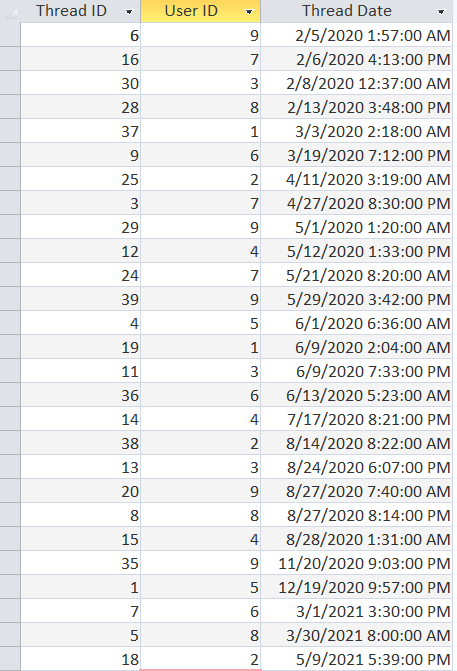 Thread ID User ID Thread Date
6 9 2/5/2020 1:57:00 AM
16 7 2/6/2020 4:13:00 PM
30 3 2/8/2020 12:37:00 AM
28 8 2/13/2020 3:48:00 PM
37 1 3/3/2020 2:18:00 AM
9 6 3/19/2020 7:12:00 PM
25 2 4/11/2020 3:19:00 AM
3 7 4/27/2020 8:30:00 PM
29 9 5/1/2020 1:20:00 AM
12 4 5/12/2020 1:33:00 PM
24 7 5/21/2020 8:20:00 AM
39 9 5/29/2020 3:42:00 PM
4 5 6/1/2020 6:36:00 AM
19 1 6/9/2020 2:04:00 AM
11 3 6/9/2020 7:33:00 PM
36 6 6/13/2020 5:23:00 AM
14 4 7/17/2020 8:21:00 PM
38 2 8/14/2020 8:22:00 AM
13 3 8/24/2020 6:07:00 PM
20 9 8/27/2020 7:40:00 AM
8 8 8/27/2020 8:14:00 PM
15 4 8/28/2020 1:31:00 AM
35 9 11/20/2020 9:03:00 PM
1 5 12/19/2020 9:57:00 PM
7 6 3/1/2021 3:30:00 PM
5 8 3/30/2021 8:00:00 AM
18 2 5/9/2021 5:39:00 PM